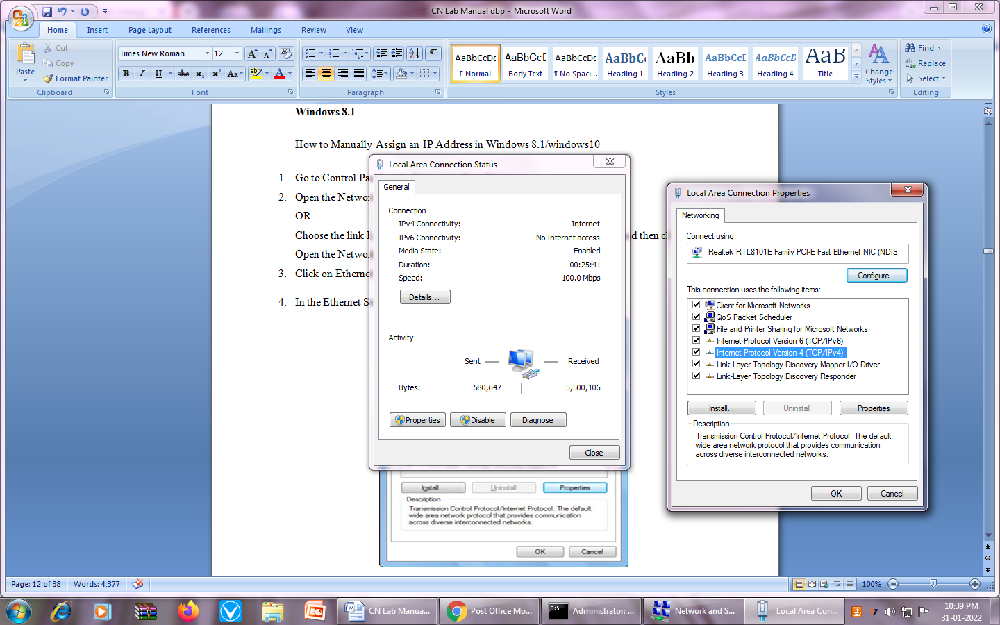 CN Lab Manual dbp - Microsoft Word
Home Insert Page Layout References Mailings Review View
Paste
Cut
Copy
Format Painter
Clipboard
Times New Roman 12
Font
Paragraph
AaBbCcDc AaBbCcDdE AaBbCcDc AaBbCc AaBb AaBbCcI AaBbCcD AaB
¶ Normal Body Text ¶ No Spaci... Heading 1 Heading 2 Heading 3 Heading 4 Title
Change
Styles
Styles
Find
Replace
Select
Editing
Windows 8.1
How to Manually Assign an IP Address in Windows 8.1/windows10
1. Go to Control Pa
2. Open the Networ
OR
Choose the link
d then cl
Open the Networ
3. Click on Etherne
4. In the Ethernet S
Local Area Connection Status
General
Connection
IPv4 Connectivity: Internet
IPv6 Connectivity: No Internet access
Media State: Enabled
Duration: 00:25:41
Speed: 100.0 Mbps
Details...
Activity
Sent Received
Bytes: 580,647 5,500,106
Properties Disable Diagnose
Close
Install... Uninstall Properties
Description
Transmission Control Protocol/Internet Protocol. The default
wide area network protocol that provides communication
across diverse interconnected networks.
OK Cancel
Local Area Connection Properties
Networking
Connect using:
Realtek RTL8101E Family PCI-E Fast Ethernet NIC (NDIS
Configure...
This connection uses the following items:
Client for Microsoft Networks
QoS Packet Scheduler
File and Printer Sharing for Microsoft Networks
Internet Protocol Version 6 (TCP/IPv6)
Internet Protocol Version 4 (TCP/IPv4)
Link-Layer Topology Discovery Mapper I/O Driver
Link-Layer Topology Discovery Responder
Install... Uninstall Properties
Description
Transmission Control Protocol/Internet Protocol. The default
wide area network protocol that provides communication
across diverse interconnected networks.
OK Cancel
Page: 12 of 38 Words: 4,377 100%
CN Lab Manua... Post Office Mo... Administrator: ... Network and S... Local Area Con...
10:39 PM
31-01-2022